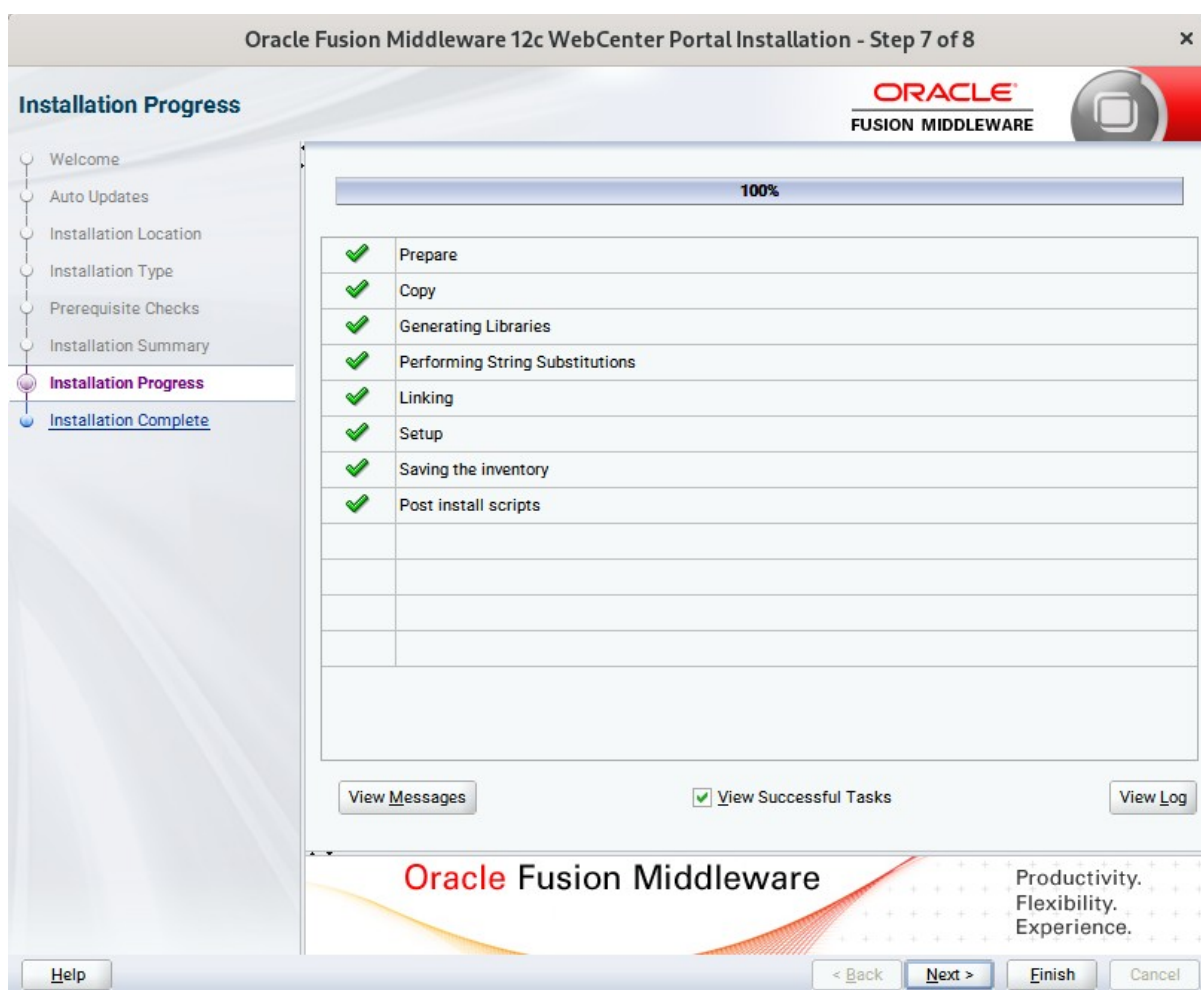 Oracle Fusion Middleware 12c WebCenter Portal Installation - Step 7 of 8
Installation Progress
ORACLE
FUSION MIDDLEWARE
Welcome
Auto Updates
Installation Location
Installation Type
Prerequisite Checks
Installation Summary
Installation Progress
Installation Complete
100%
Prepare
Copy
Generating Libraries
Performing String Substitutions
Linking
Setup
Saving the inventory
Post install scripts
View Messages
View Successful Tasks
View Log
Oracle Fusion Middleware
Productivity.
Flexibility.
Experience.
Help
< Back
Next >
Finish
Cancel